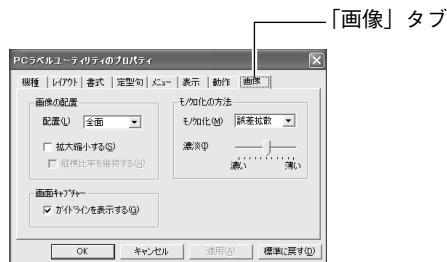 「画像」タブ
PCラベルユーティリティのプロパティ
機種 レイアウト 書式 定型句 メニュー 表示 動作 画像
画像の配置
配置(L) 全面
拡大縮小する(S)
縦横比率を維持する(H)
画面キャプチャー
ガイドラインを表示する(G)
モノクロ化の方法
モノクロ化(M) 誤差拡散
濃淡(I)
濃い 薄い
OK キャンセル 適用(A) 標準に戻す(D)